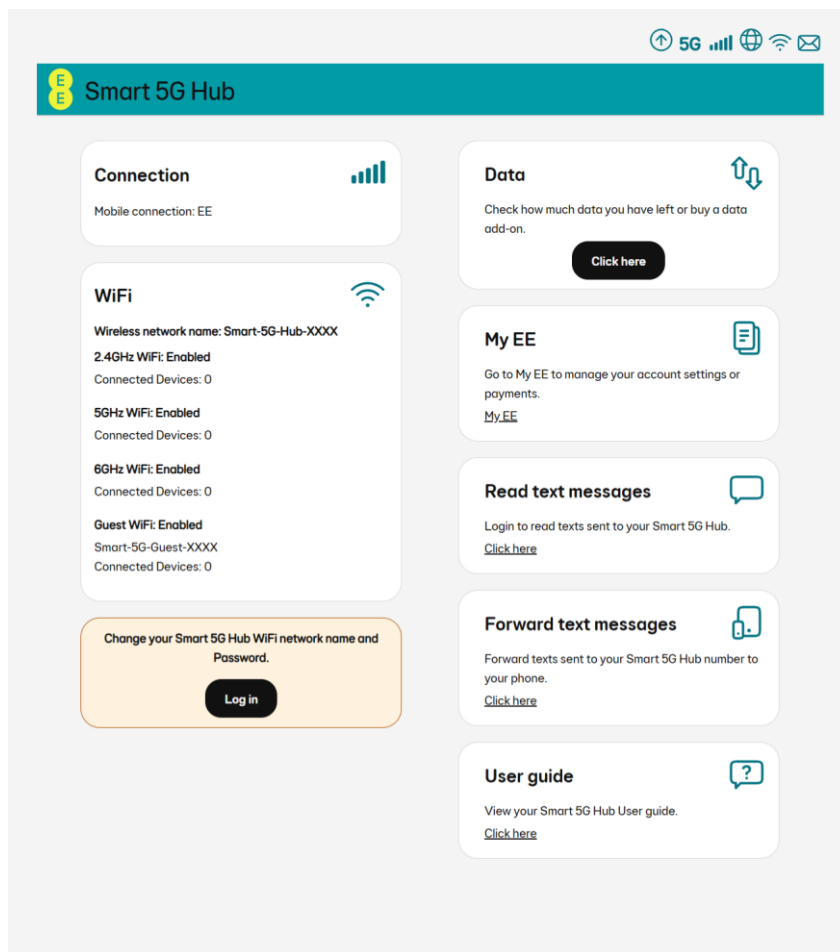 5G
E
E
Smart 5G Hub
Connection
Mobile connection: EE
WiFi
Wireless network name: Smart-5G-Hub-XXXX
2.4GHz WiFi: Enabled
Connected Devices: 0
5GHz WiFi: Enabled
Connected Devices: 0
6GHz WiFi: Enabled
Connected Devices: 0
Guest WiFi: Enabled
Smart-5G-Guest-XXXX
Connected Devices: 0
Change your Smart 5G Hub WiFi network name and
Password.
Log in
Data
Check how much data you have left or buy a data
add-on.
Click here
My EE
Go to My EE to manage your account settings or
payments.
My EE
Read text messages
Login to read texts sent to your Smart 5G Hub.
Click here
Forward text messages
Forward texts sent to your Smart 5G Hub number to
your phone.
Click here
User guide
?
View your Smart 5G Hub User guide.
Click here